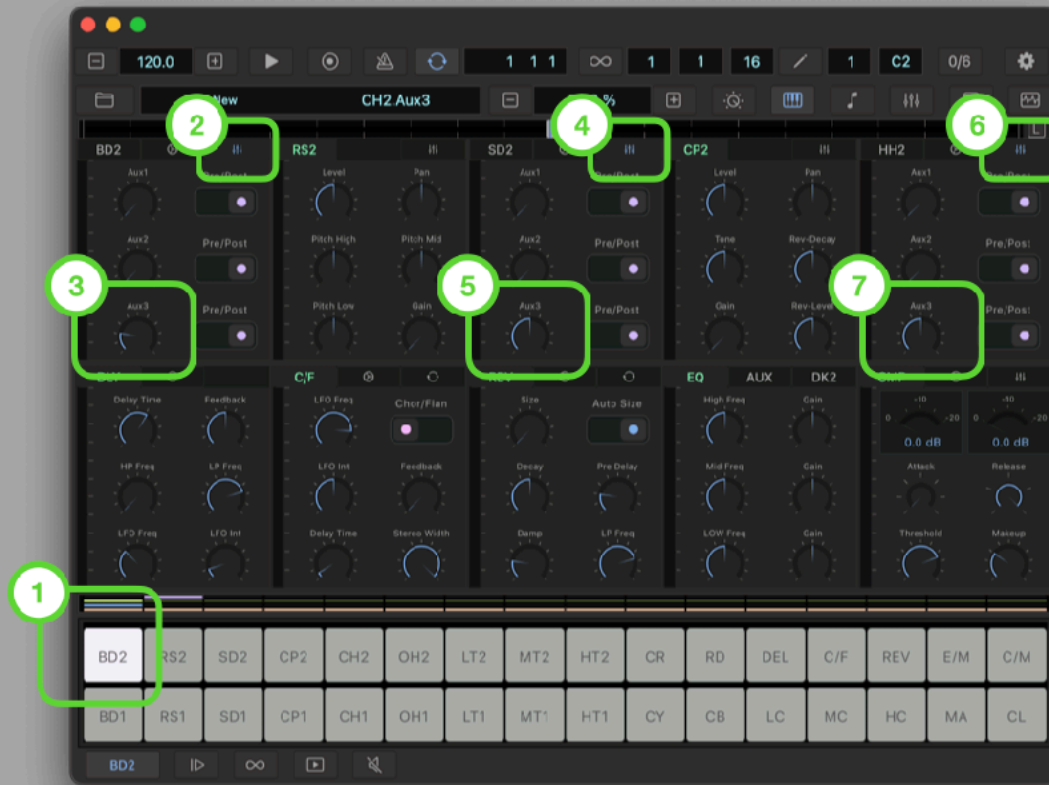 120.0 1 1 1 1 1 16 1 C2 0/6
New CH2 Aux3 %
2 4 6 L
BD2 RS2 SD2 CP2 HH2
Aux1 Pre/Post Level Pan Aux1 Pre/Post Level Pan Aux1 Pre/Post
Aux2 Pre/Post Pitch High Pitch Mid Aux2 Pre/Post Tone Rev-Decay Aux2 Pre/Post
3 5 7
Aux3 Pre/Post Pitch Low Gain Aux3 Pre/Post Gain Rev-Level Aux3 Pre/Post
C/F EQ AUX DK2
Delay Time Feedback LFO Freq Chor/Flan Size Auto Size High Freq Gain -10 -20 -10 -20
0 0
0.0 dB 0.0 dB
HP Freq LP Freq LFO Int Feedback Decay Pre Delay Mid Freq Gain Attack Release
LFO Freq LFO Int Delay Time Stereo Width Damp LP Freq LOW Freq Gain Threshold Makeup
1
BD2 RS2 SD2 CP2 CH2 OH2 LT2 MT2 HT2 CR RD DEL C/F REV E/M C/M
BD1 RS1 SD1 CP1 CH1 OH1 LT1 MT1 HT1 CY CB LC MC HC MA CL
BD2